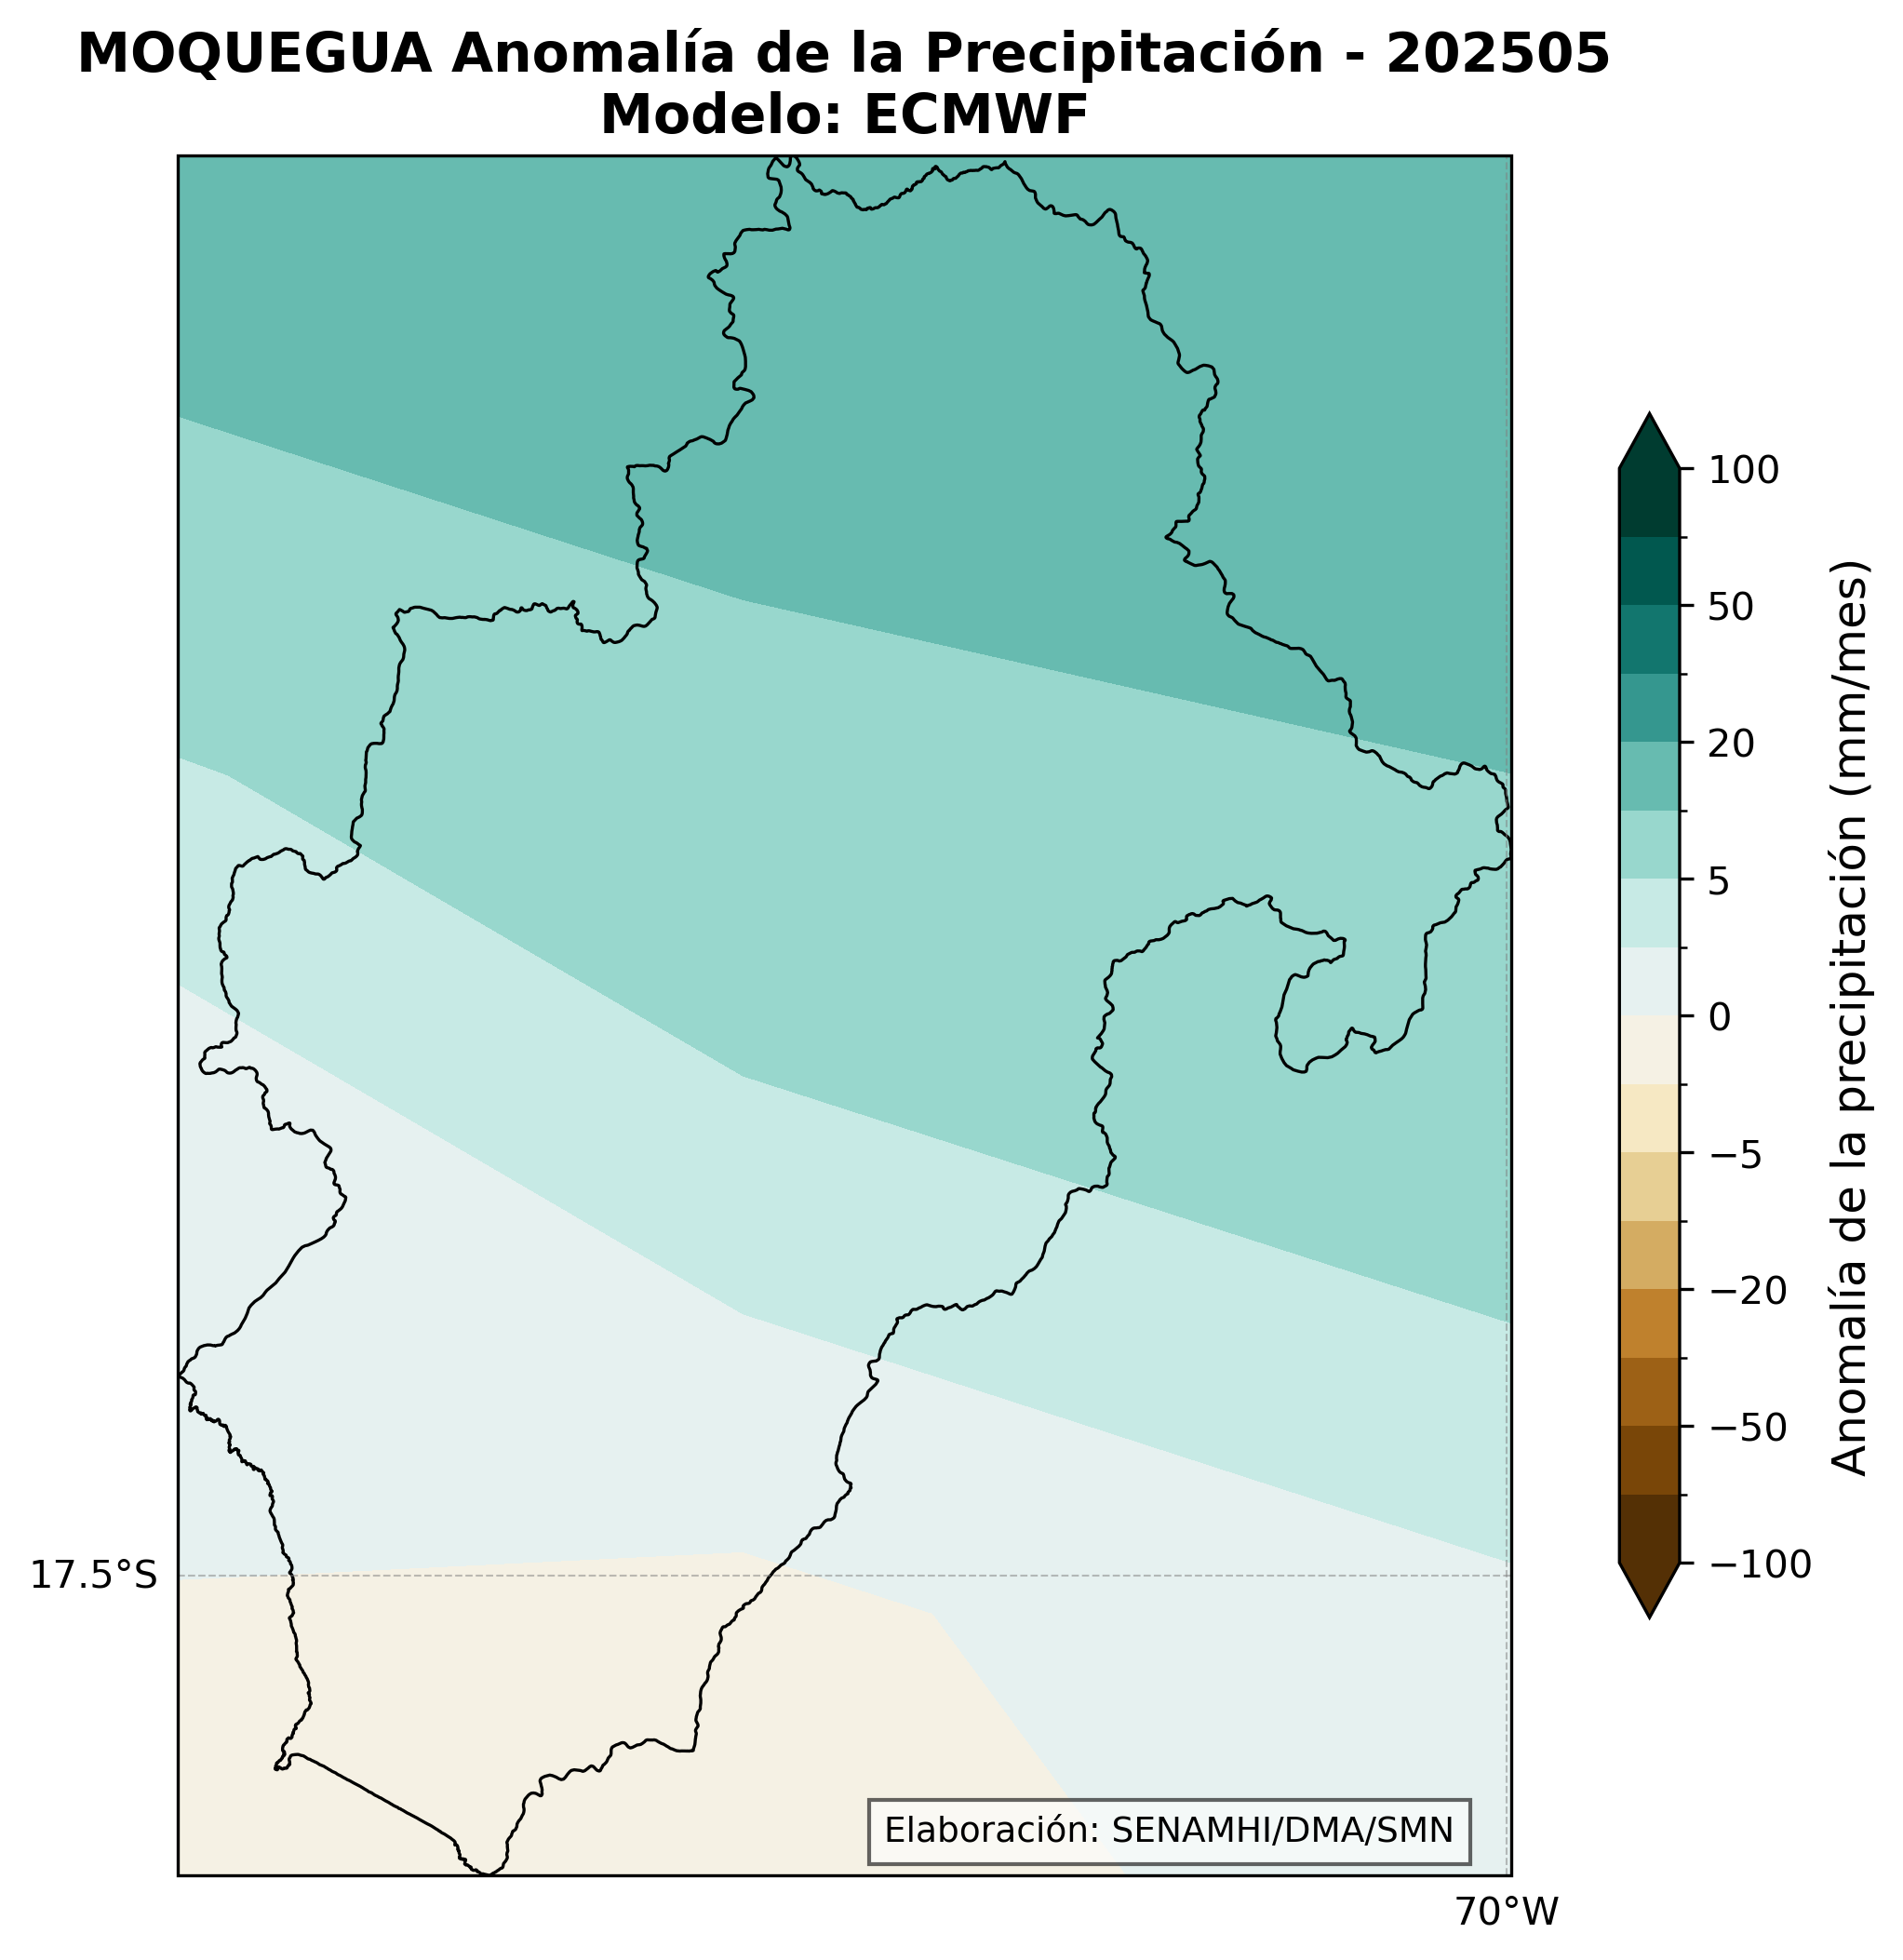 MOQUEGUA Anomalía de la Precipitación - 202505
Modelo: ECMWF
100
50
20
5
0
−5
−20
−50
−100
Anomalía de la precipitación (mm/mes)
17.5°S
Elaboración: SENAMHI/DMA/SMN
70°W